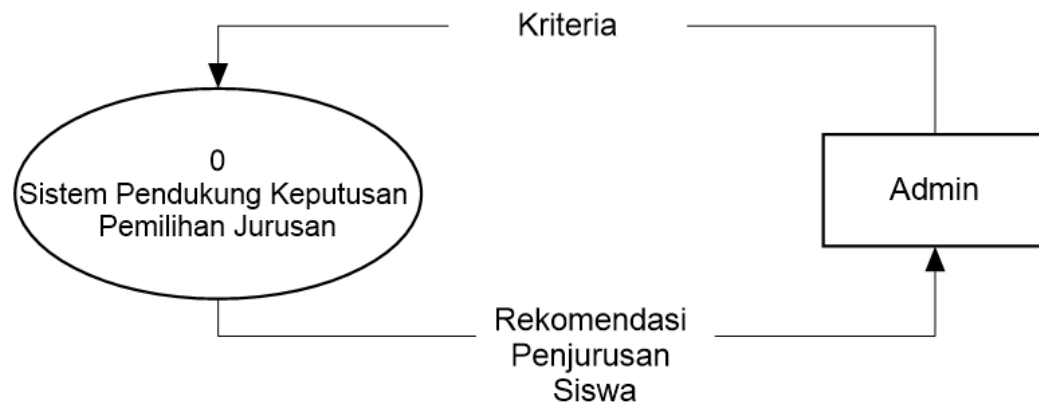 Kriteria
0
Sistem Pendukung Keputusan
Pemilihan Jurusan
Admin
Rekomendasi
Penjurusan
Siswa